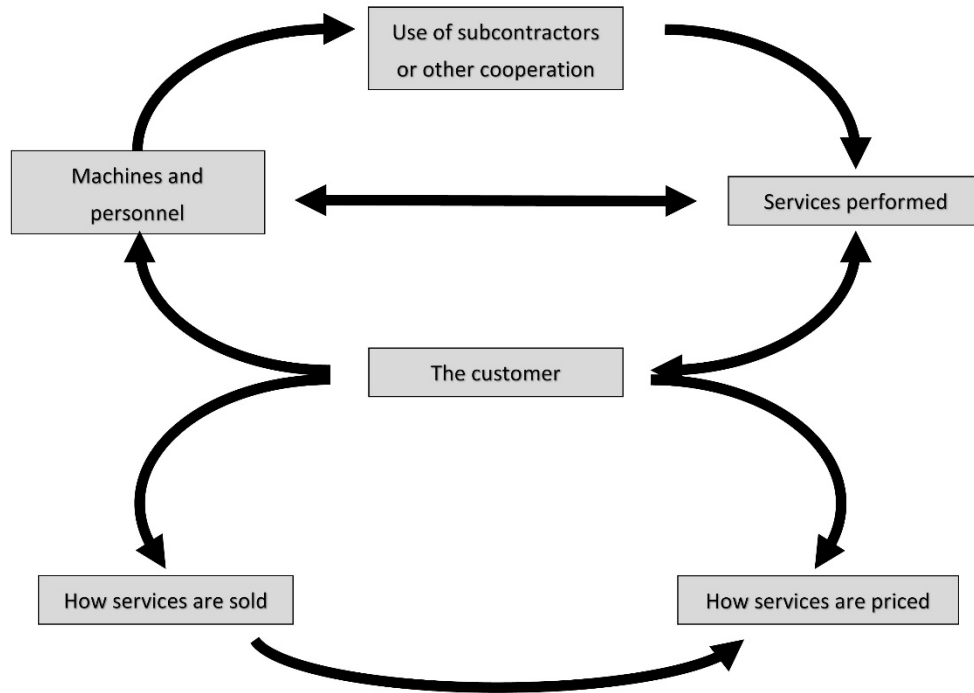 Use of subcontractors
or other cooperation
Machines and
personnel
Services performed
The customer
How services are sold
How services are priced